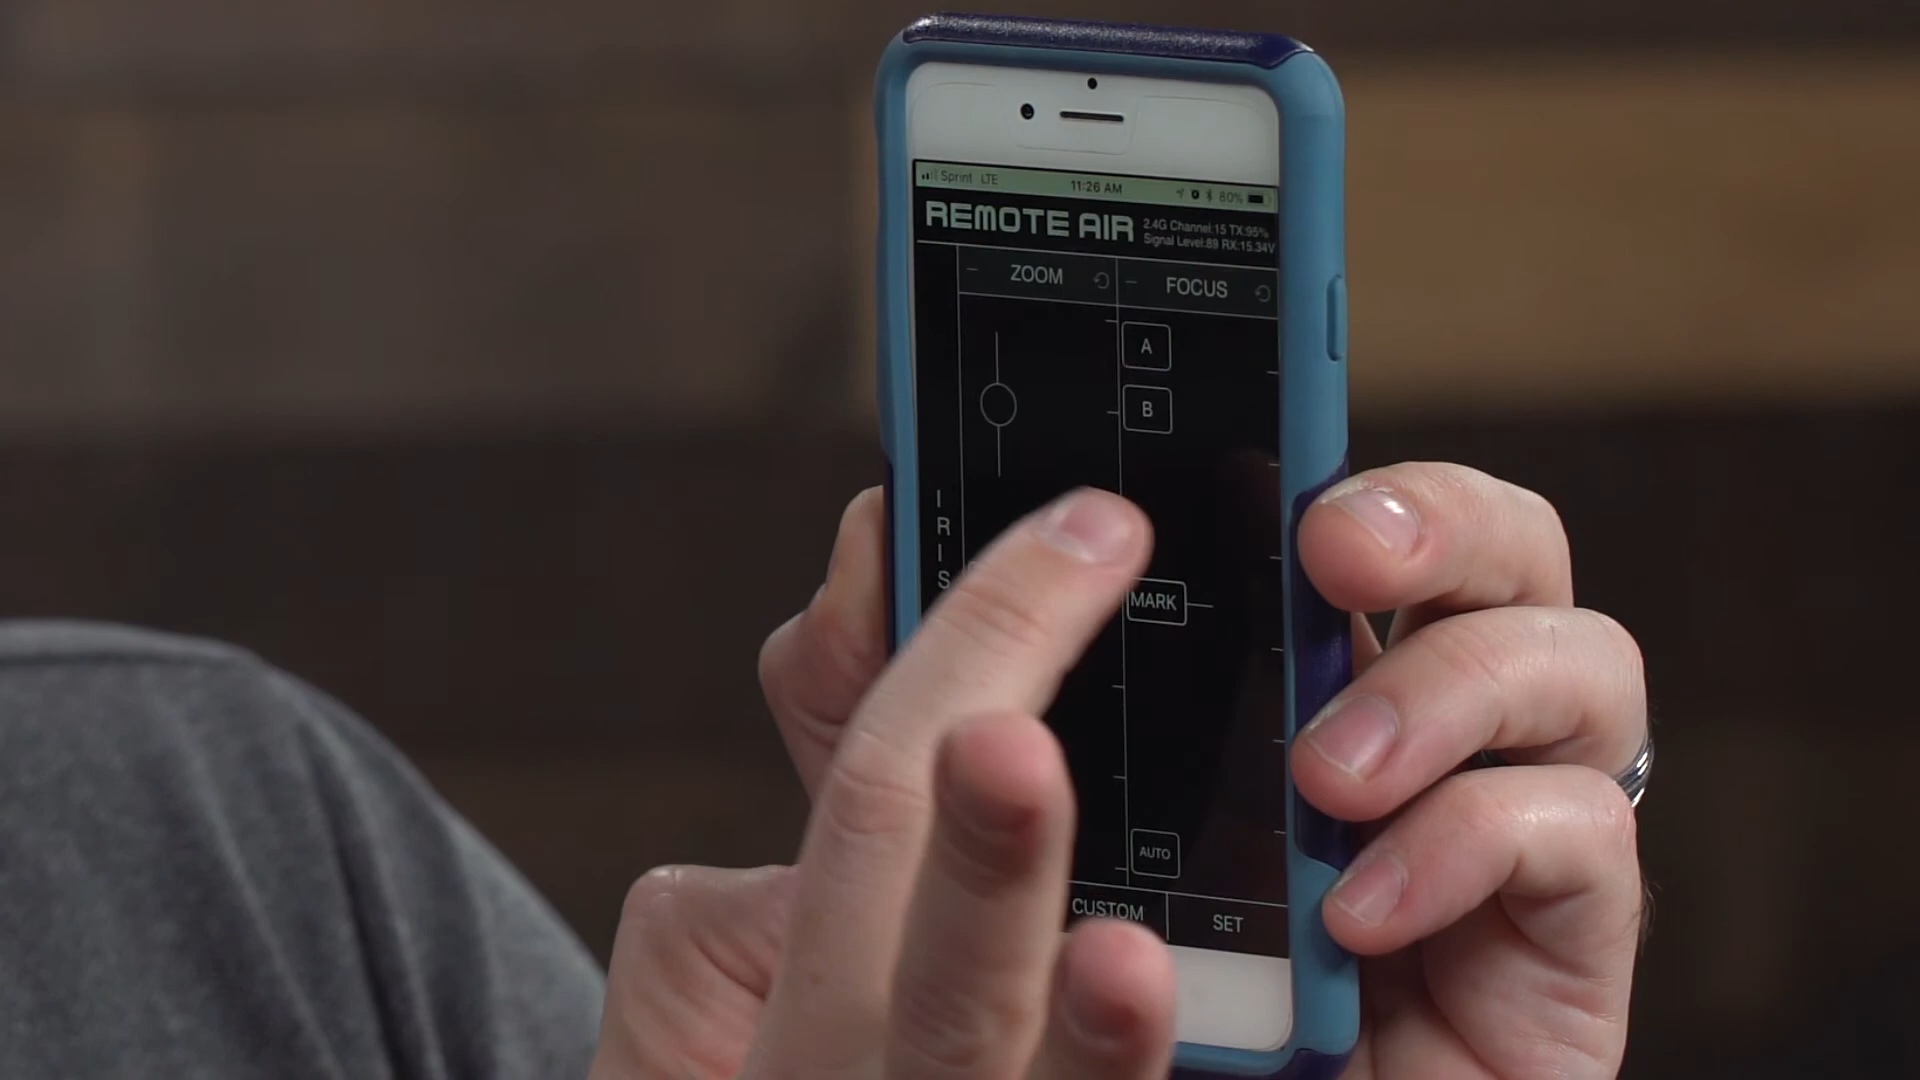 Sprint LTE 11:26 AM 80%
REMOTE AIR
2.4G Channel:15 TX:95%
Signal Level:89 RX:15.34V
ZOOM
FOCUS
A
B
IRIS
MARK
AUTO
CUSTOM
SET